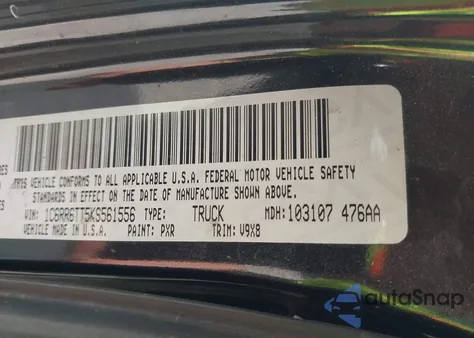 THIS VEHICLE CONFORMS TO ALL APPLICABLE U.S.A. FEDERAL MOTOR VEHICLE SAFETY
STANDARDS IN EFFECT ON THE DATE OF MANUFACTURE SHOWN ABOVE.
VIN: 1C6RR6TT5KS561556 TYPE: TRUCK MDH: 103107 476AA
VEHICLE MADE IN U.S.A. PAINT: PXR TRIM: V9X8
autoSnap